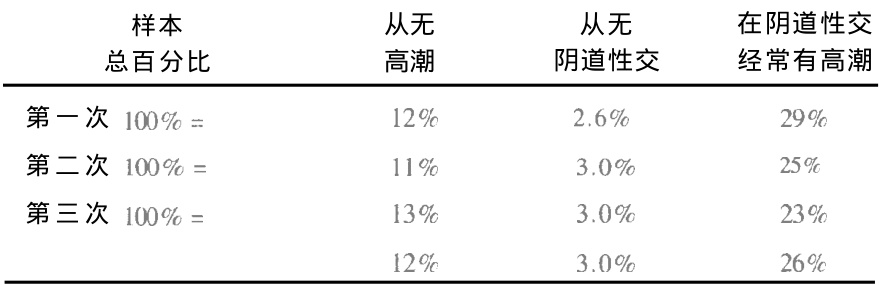 样本 从无 从无 在阴道性交
总百分比 高潮 阴道性交 经常有高潮
第一次 100% = 12% 2.6% 29%
第二次 100% = 11% 3.0% 25%
第三次 100% = 13% 3.0% 23%
12% 3.0% 26%